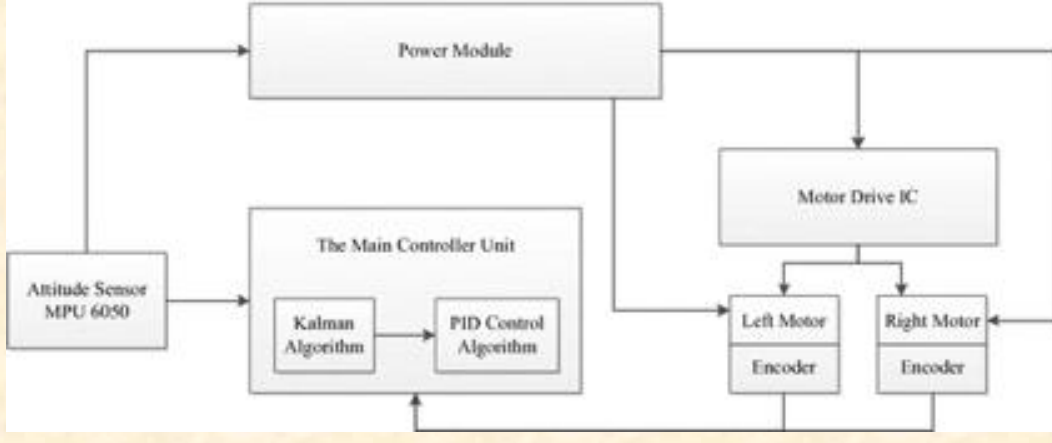 Power Module
Motor Drive IC
The Main Controller Unit
Attitude Sensor
MPU 6050
Kalman
Algorithm
PID Control
Algorithm
Left Motor
Right Motor
Encoder
Encoder